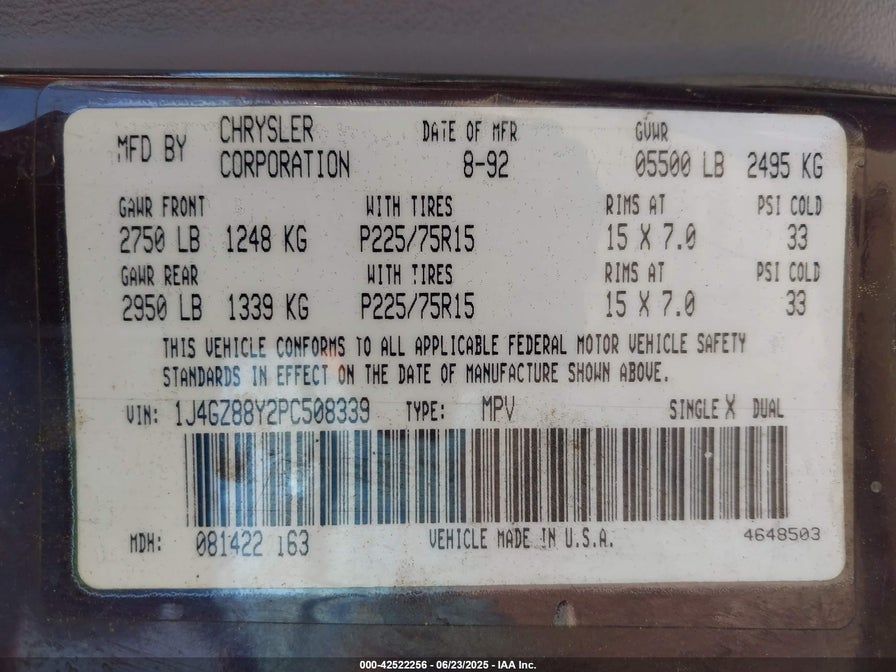 MFD BY CHRYSLER CORPORATION DATE OF MFR 8-92 GVWR 05500 LB 2495 KG
GAWR FRONT WITH TIRES RIMS AT PSI COLD
2750 LB 1248 KG P225/75R15 15 X 7.0 33
GAWR REAR WITH TIRES RIMS AT PSI COLD
2950 LB 1339 KG P225/75R15 15 X 7.0 33
THIS VEHICLE CONFORMS TO ALL APPLICABLE FEDERAL MOTOR VEHICLE SAFETY
STANDARDS IN EFFECT ON THE DATE OF MANUFACTURE SHOWN ABOVE.
VIN: 1J4GZ88Y2PC508339 TYPE: MPV SINGLE X DUAL
MDH: 081422 163 VEHICLE MADE IN U.S.A. 4648503
000-42522256 - 06/23/2025 - IAA Inc.